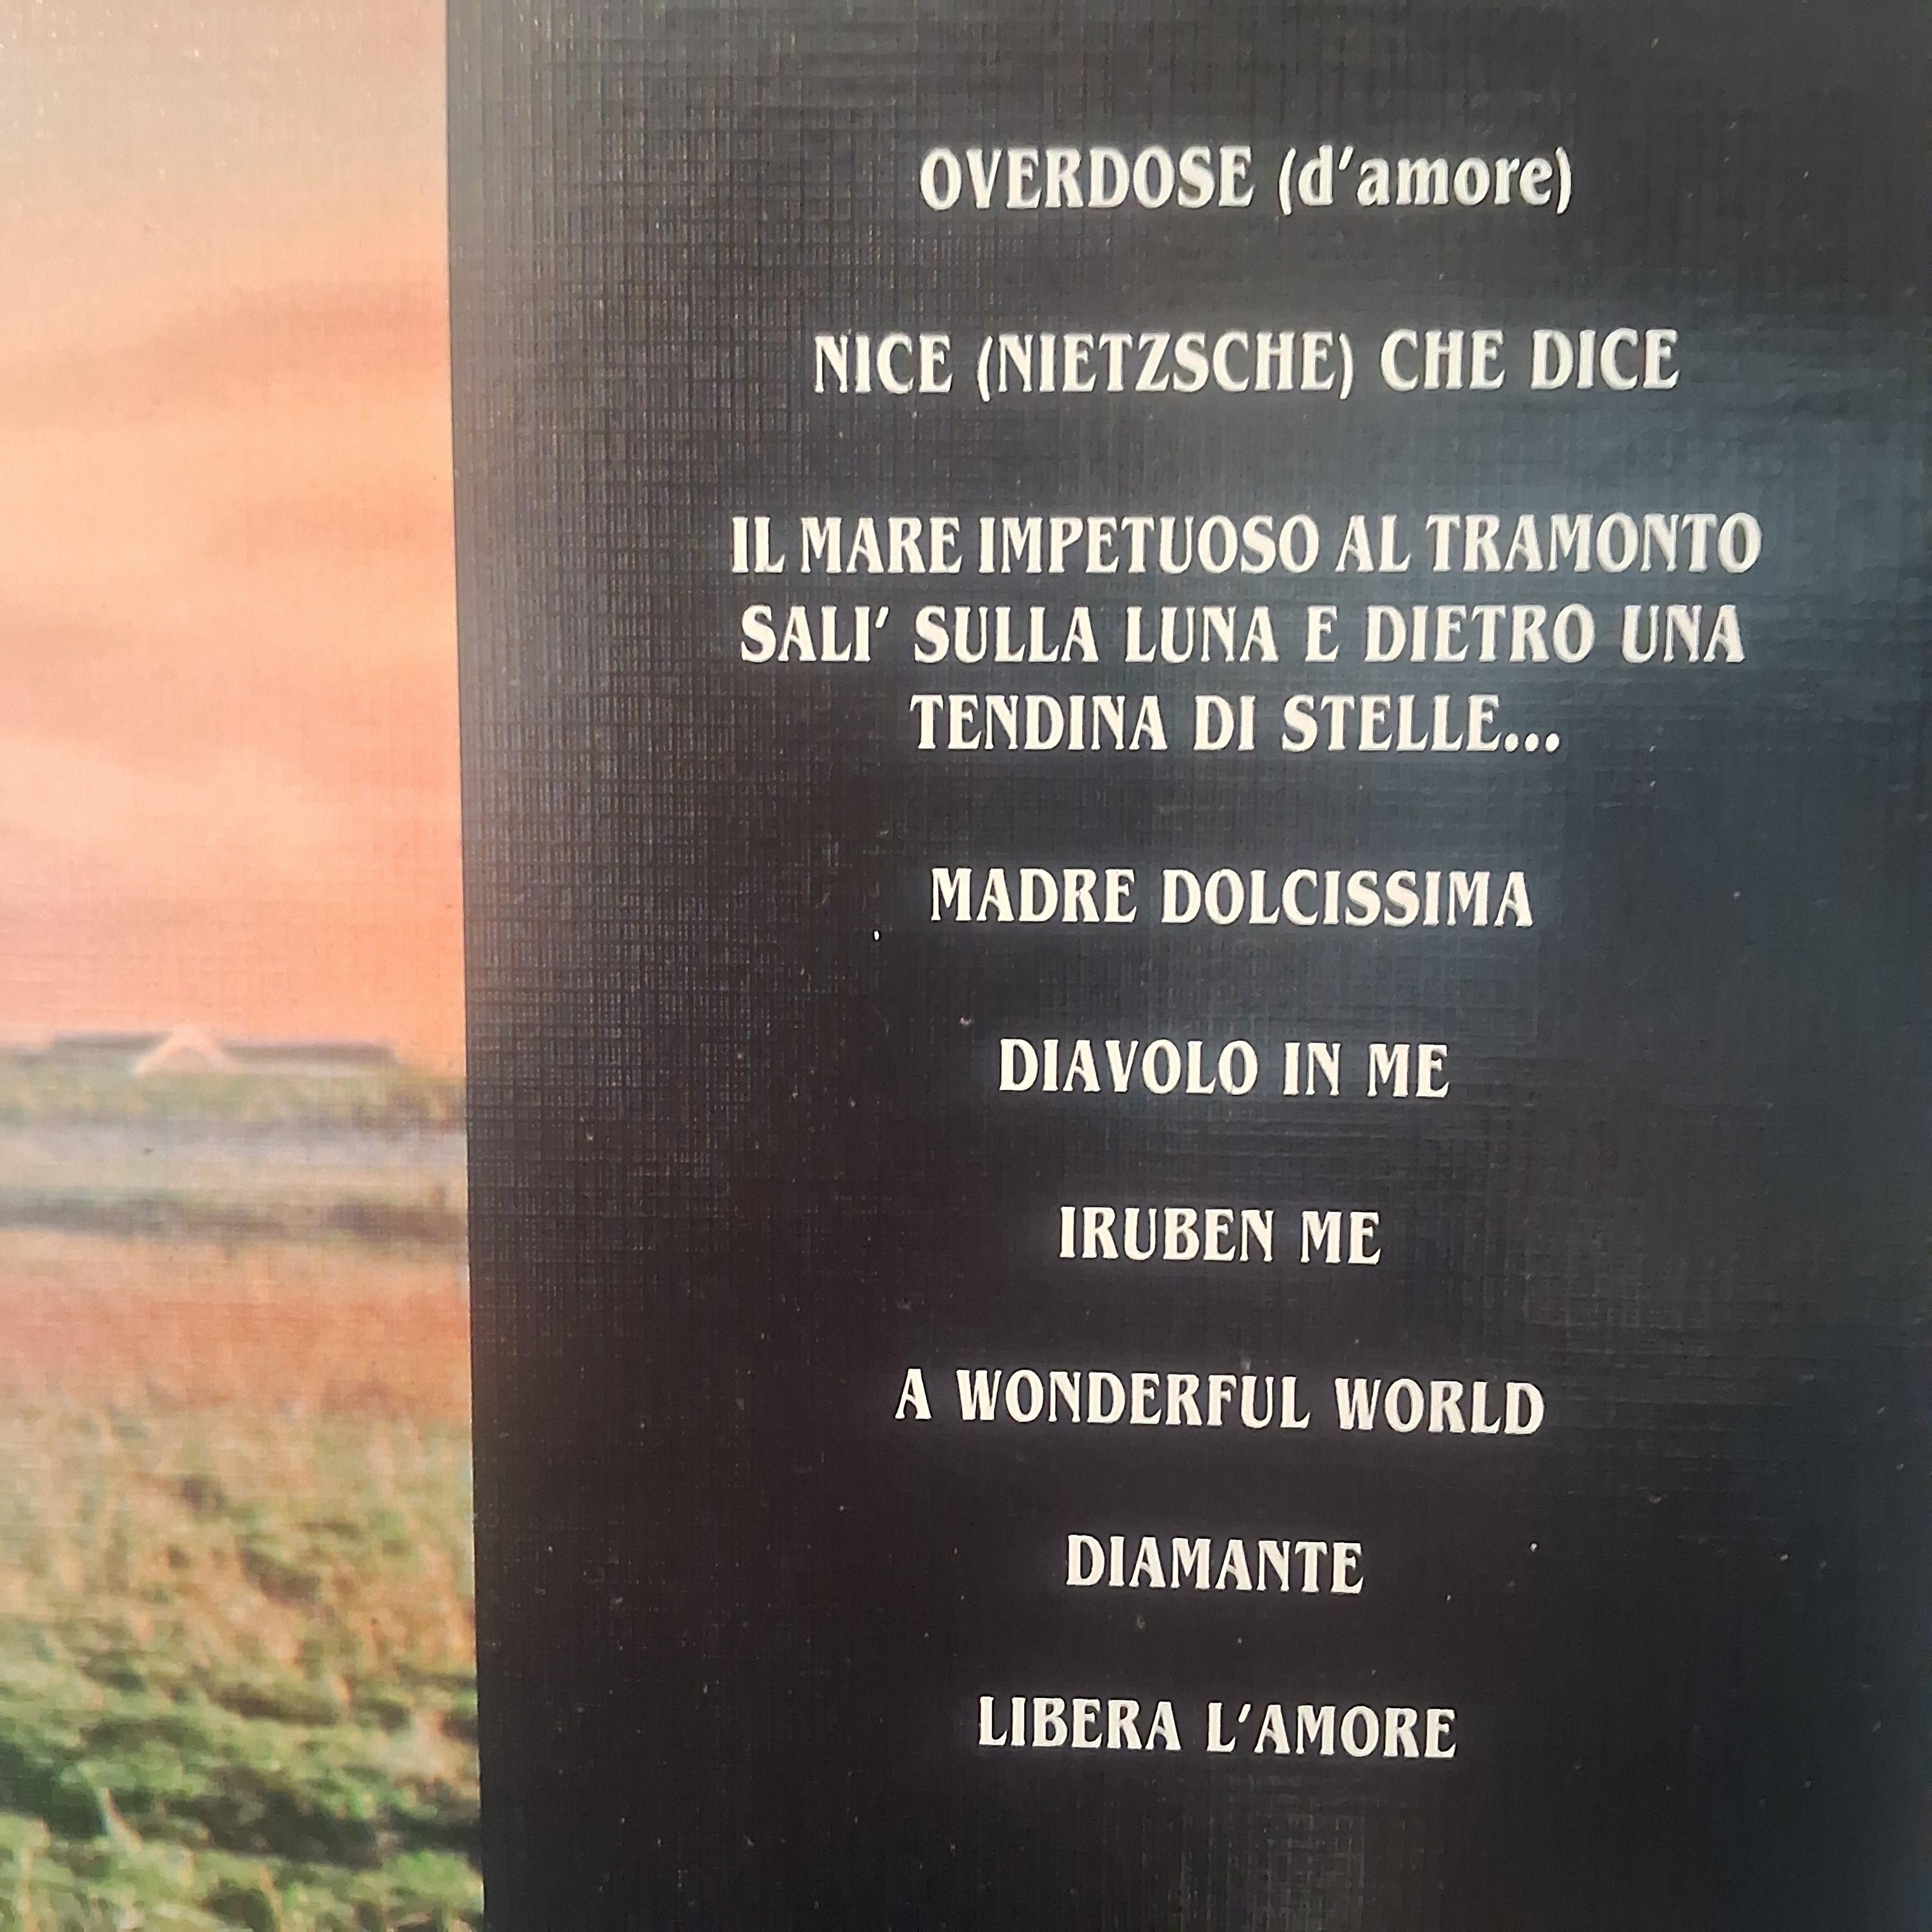 OVERDOSE (d'amore)
NICE (NIETZSCHE) CHE DICE
IL MARE IMPETUOSO AL TRAMONTO
SALI' SULLA LUNA E DIETRO UNA
TENDINA DI STELLE...
MADRE DOLCISSIMA
DIAVOLO IN ME
IRUBEN ME
A WONDERFUL WORLD
DIAMANTE
LIBERA L'AMORE